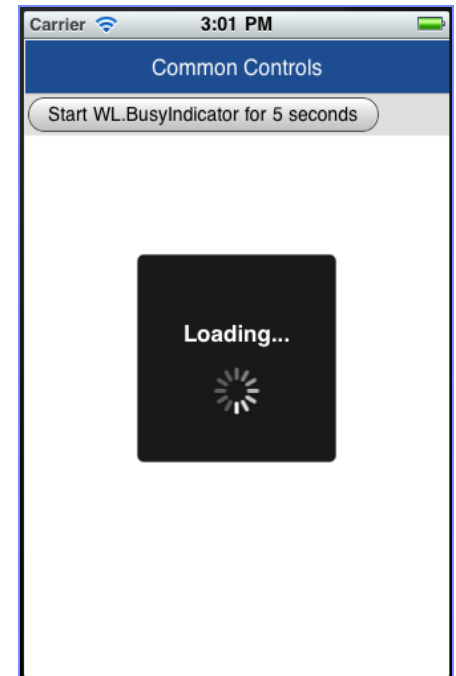 Carrier 3:01 PM
Common Controls
Start WL.BusyIndicator for 5 seconds
Loading...